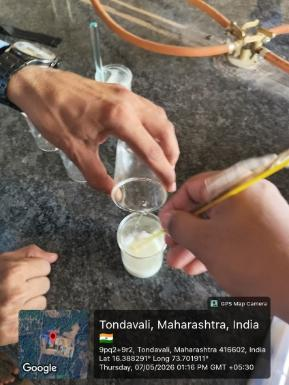 GPS Map Camera
Tondavali, Maharashtra, India
9pq2+9r2, Tondavali, Maharashtra 416602, India
Lat 16.388291° Long 73.701911°
Thursday, 07/05/2026 01:16 PM GMT +05:30
Google